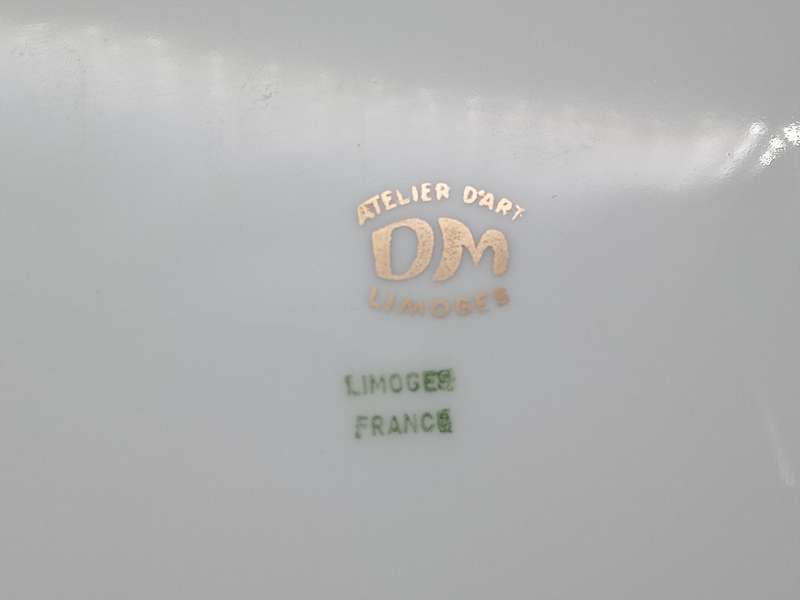 ATELIER D'ART
DM
LIMOGES
LIMOGES
FRANCE